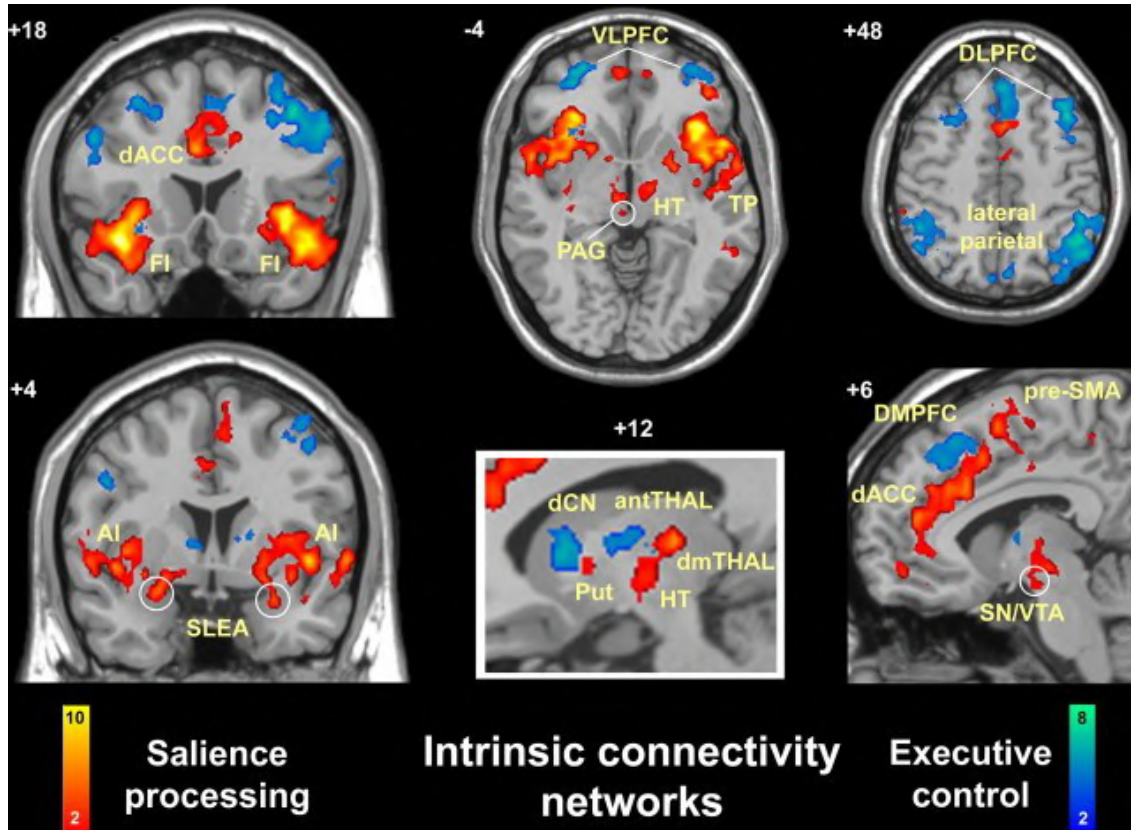 +18
dACC
FI
FI
-4
VLPFC
HT
TP
PAG
+48
DLPFC
lateral
parietal
+4
AI
AI
SLEA
+12
dCN
antTHAL
dmTHAL
Put
HT
+6
pre-SMA
DMPFC
dACC
SN/VTA
10
2
Salience
processing
Intrinsic connectivity
networks
Executive
control
8
2